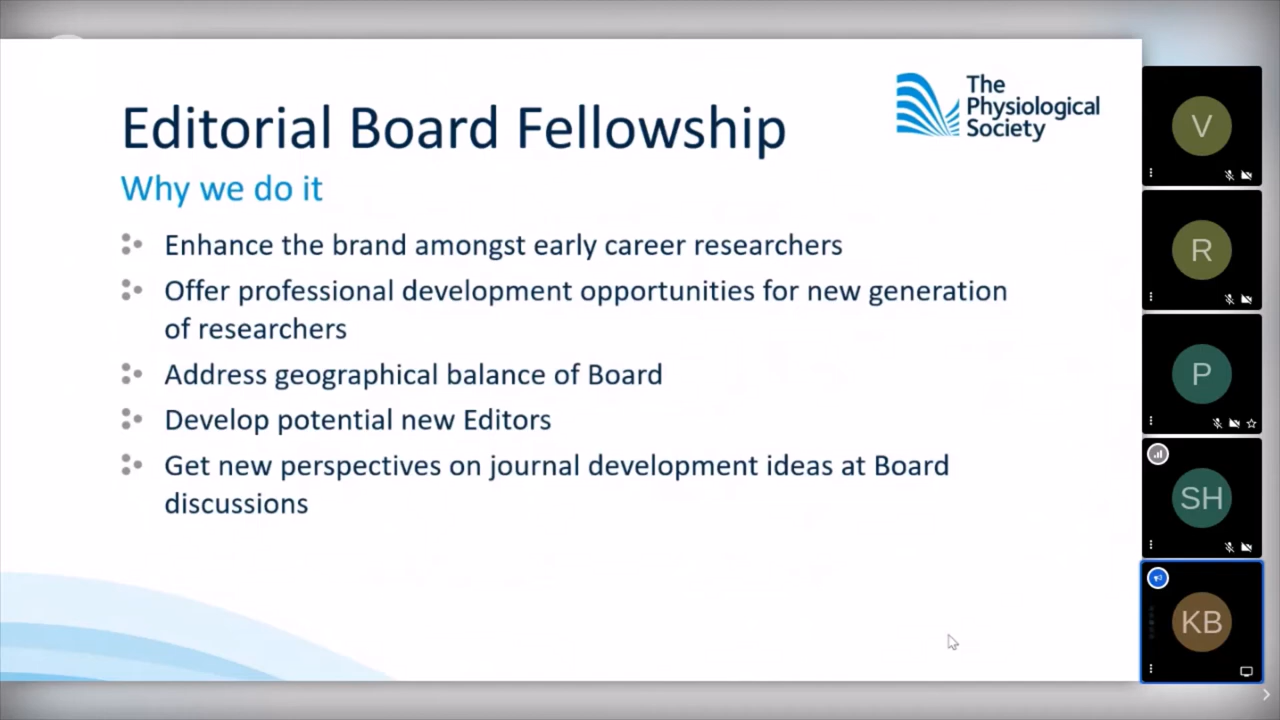 Editorial Board Fellowship
The
Physiological
Society
Why we do it
Enhance the brand amongst early career researchers
Offer professional development opportunities for new generation
of researchers
Address geographical balance of Board
Develop potential new Editors
Get new perspectives on journal development ideas at Board
discussions
V
R
P
SH
KB